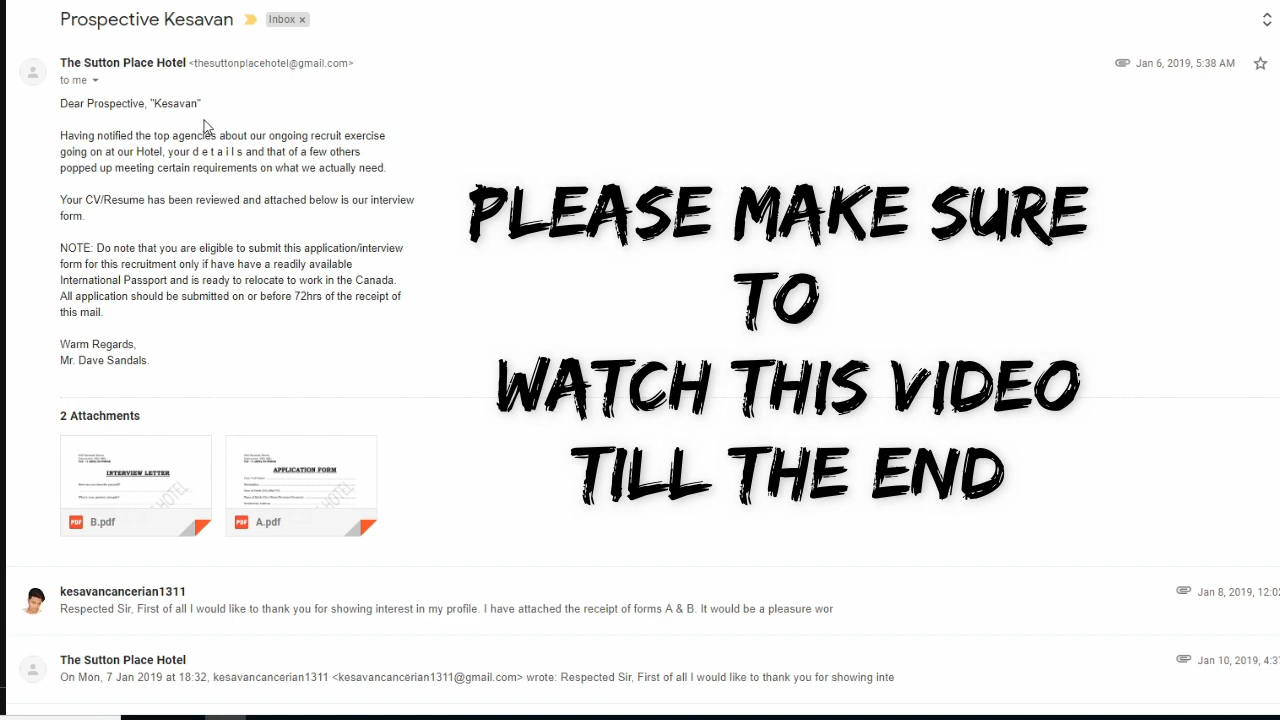 Prospective Kesavan Inbox x
The Sutton Place Hotel <thesuttonplacehotel@gmail.com> Jan 6, 2019, 5:38 AM
to me
Dear Prospective, "Kesavan"
Having notified the top agencies about our ongoing recruit exercise
going on at our Hotel, your d e t a i l s and that of a few others
popped up meeting certain requirements on what we actually need.
Your CV/Resume has been reviewed and attached below is our interview
form.
NOTE: Do note that you are eligible to submit this application/interview
form for this recruitment only if have have a readily available
International Passport and is ready to relocate to work in the Canada.
All application should be submitted on or before 72hrs of the receipt of
this mail.
Warm Regards,
Mr. Dave Sandals.
PLEASE MAKE SURE
TO
WATCH THIS VIDEO
TILL THE END
2 Attachments
INTERVIEW LETTER
PDF B.pdf
APPLICATION FORM
HOTEL
PDF A.pdf
kesavancancerian1311 Jan 8, 2019, 12:02
Respected Sir, First of all I would like to thank you for showing interest in my profile. I have attached the receipt of forms A & B. It would be a pleasure wor
The Sutton Place Hotel Jan 10, 2019, 4:37
On Mon, 7 Jan 2019 at 18:32, kesavancancerian1311 <kesavancancerian1311@gmail.com> wrote: Respected Sir, First of all I would like to thank you for showing inte